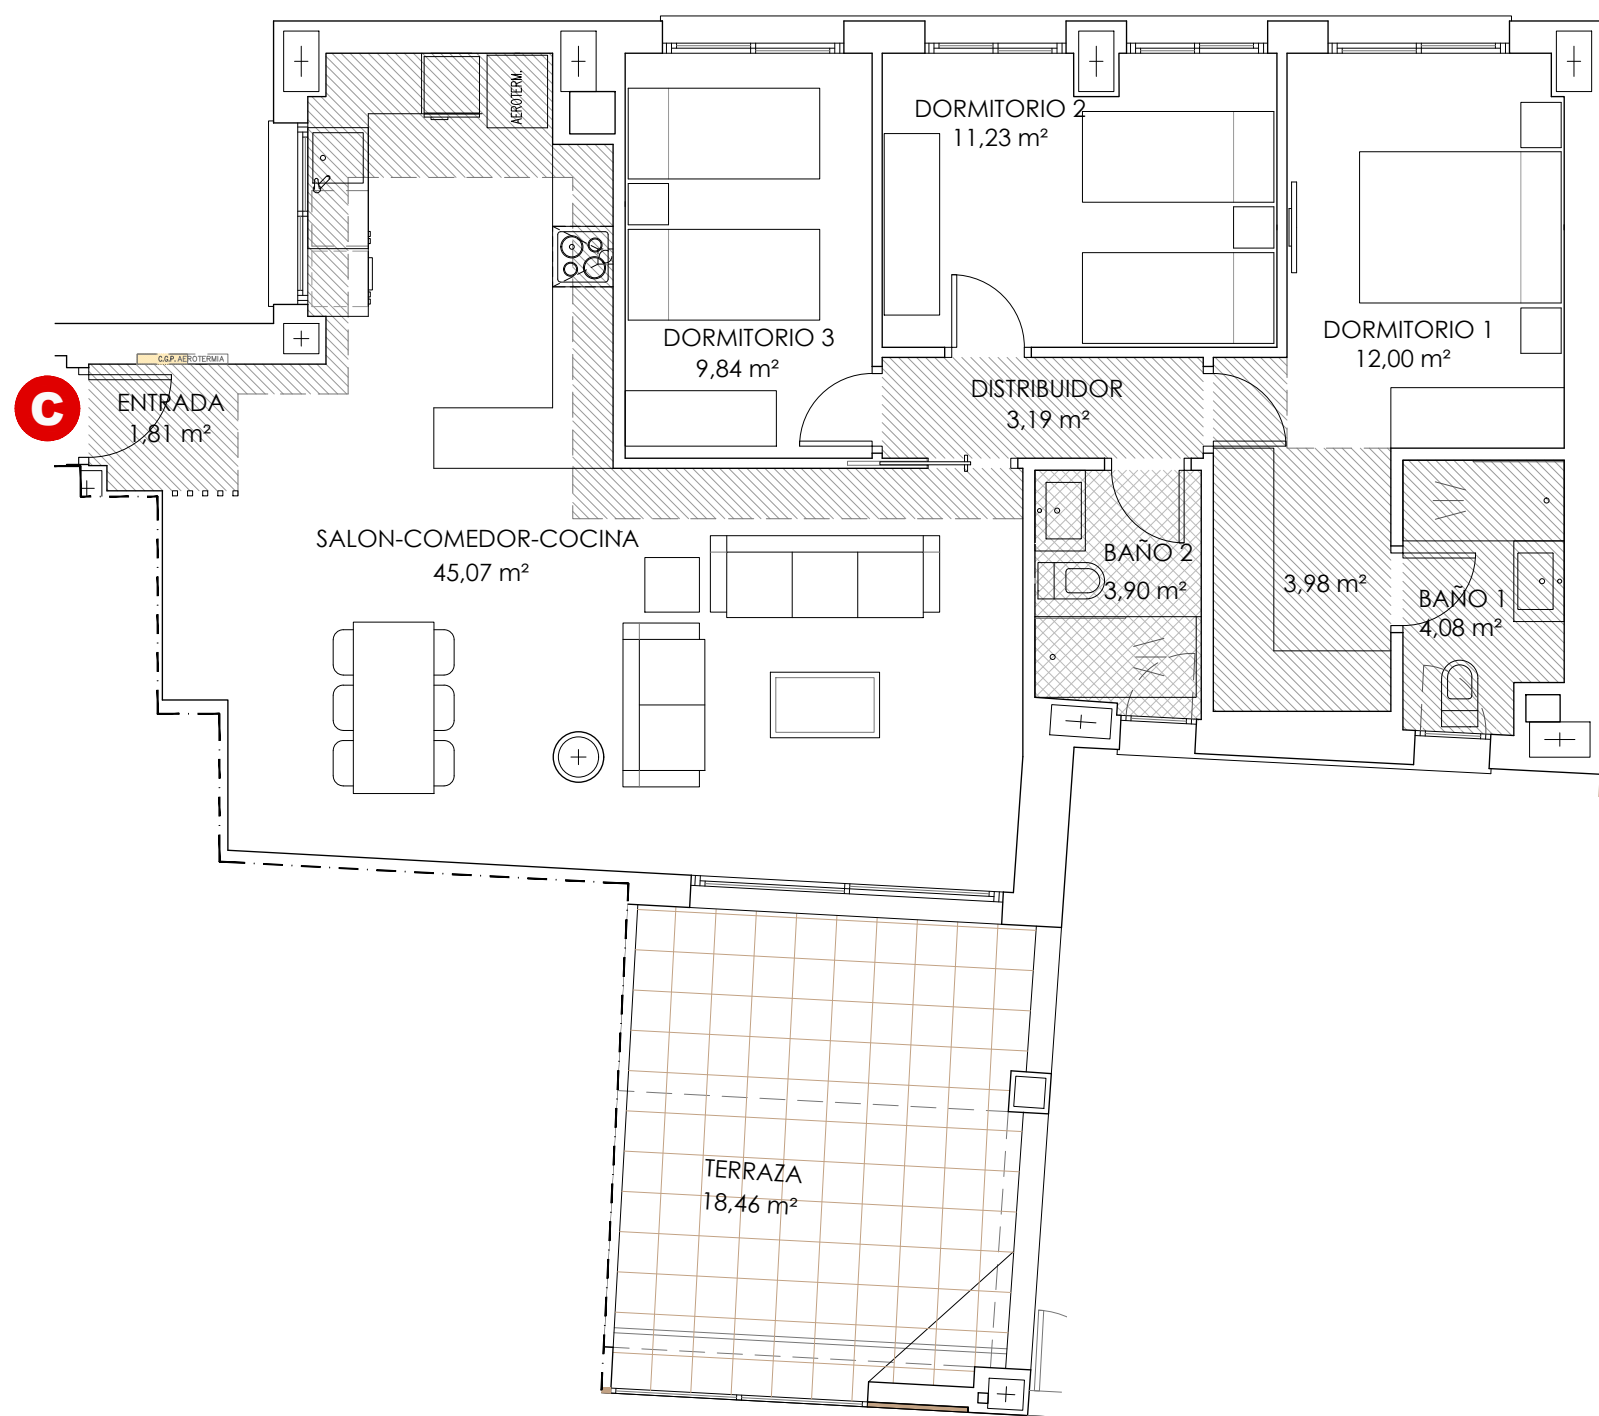 AEROTERM.
DORMITORIO 2
11,23 m²
DORMITORIO 3
9,84 m²
DORMITORIO 1
12,00 m²
C.G.P. AEROTERMIA
C
ENTRADA
1,81 m²
DISTRIBUIDOR
3,19 m²
SALON-COMEDOR-COCINA
45,07 m²
BAÑO 2
3,90 m²
3,98 m²
BAÑO 1
4,08 m²
TERRAZA
18,46 m²